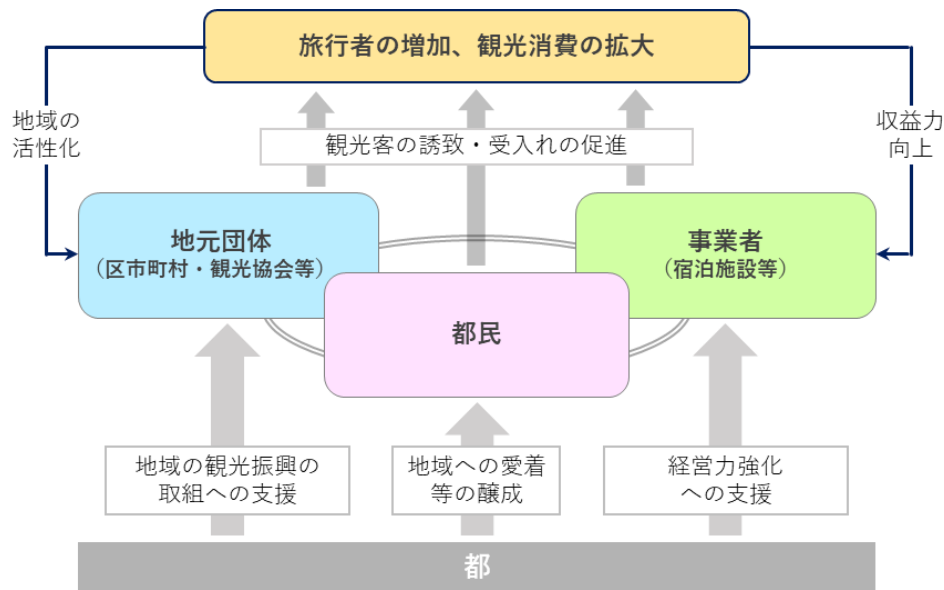 旅行者の増加、観光消費の拡大
地域の
活性化
収益力
向上
観光客の誘致・受入れの促進
地元団体
（区市町村・観光協会等）
事業者
（宿泊施設等）
都民
地域の観光振興の
取組への支援
地域への愛着
等の醸成
経営力強化
への支援
都